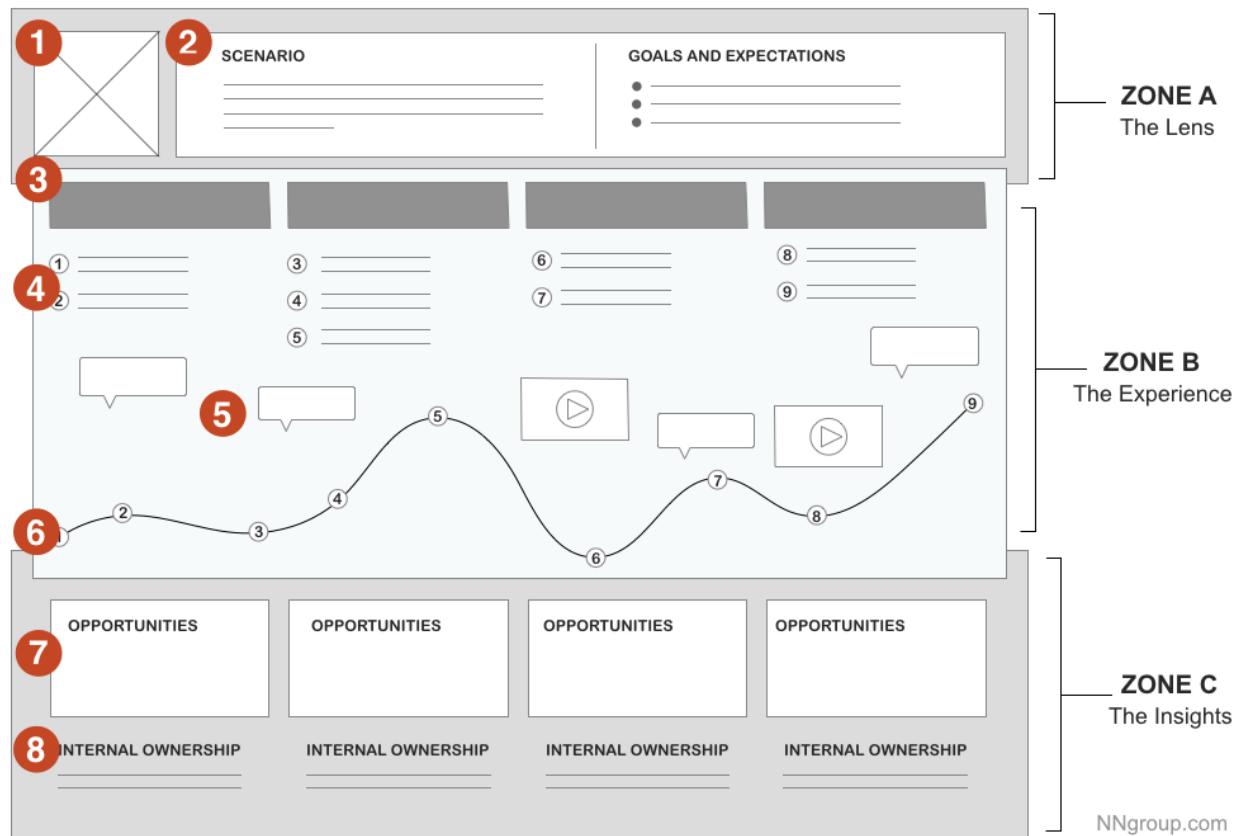 1
2
SCENARIO
GOALS AND EXPECTATIONS
ZONE A
The Lens
3
4
1
2
3
4
5
6
7
8
9
5
6
1
2
3
4
5
6
7
8
9
ZONE B
The Experience
7
OPPORTUNITIES
OPPORTUNITIES
OPPORTUNITIES
OPPORTUNITIES
8
INTERNAL OWNERSHIP
INTERNAL OWNERSHIP
INTERNAL OWNERSHIP
INTERNAL OWNERSHIP
ZONE C
The Insights
NNgroup.com